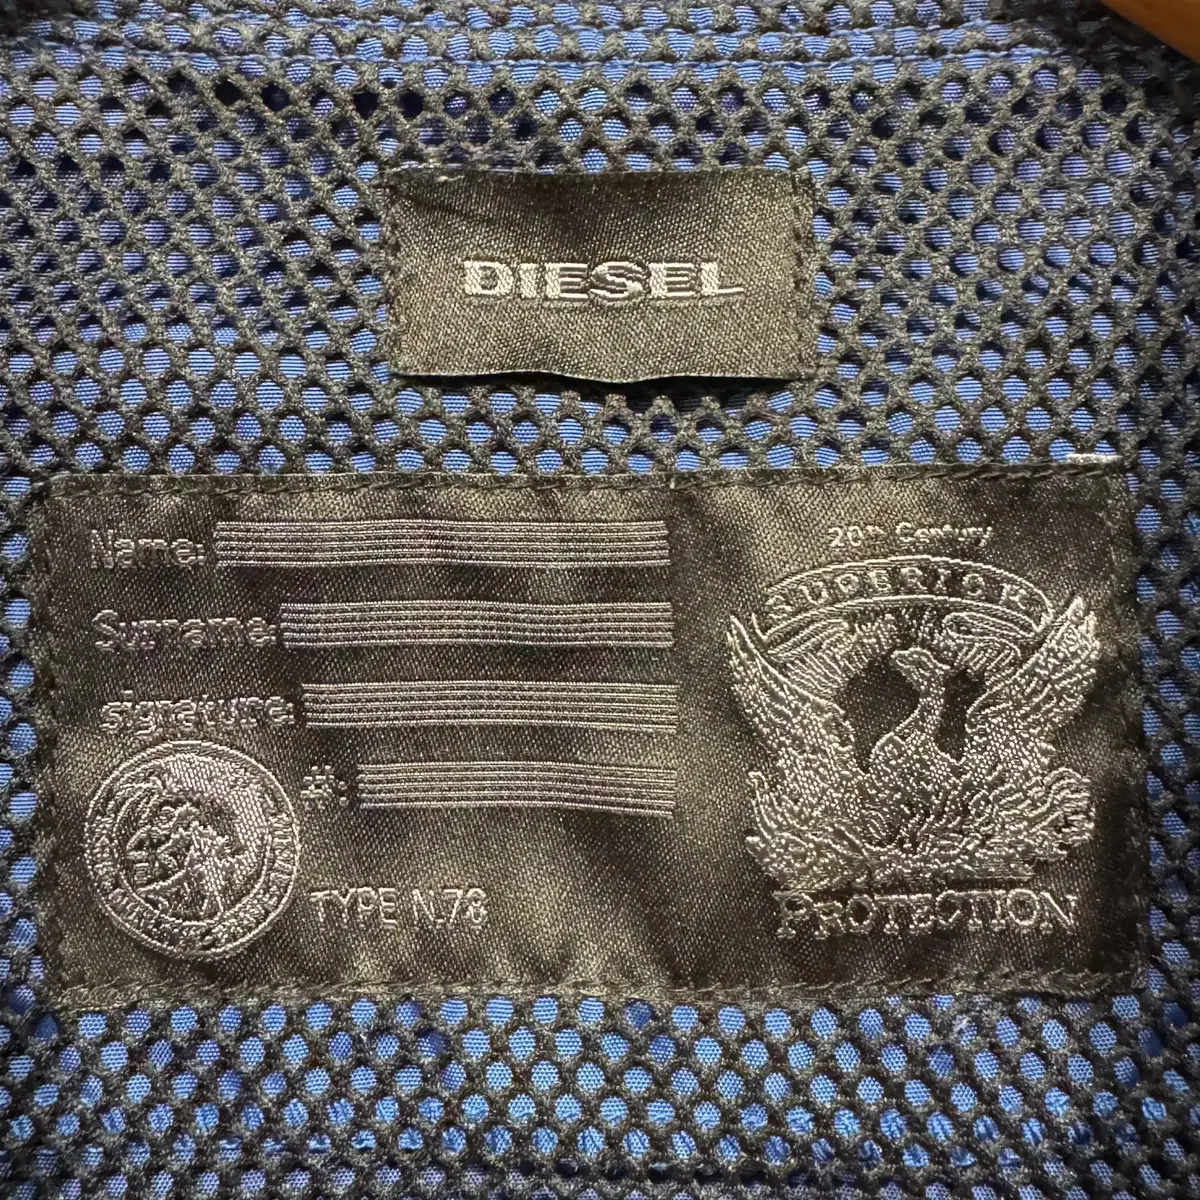 DIESEL
Name:
Surname:
signature:
#:
TYPE N.78
20th Century
SUPERIOR
PROTECTION